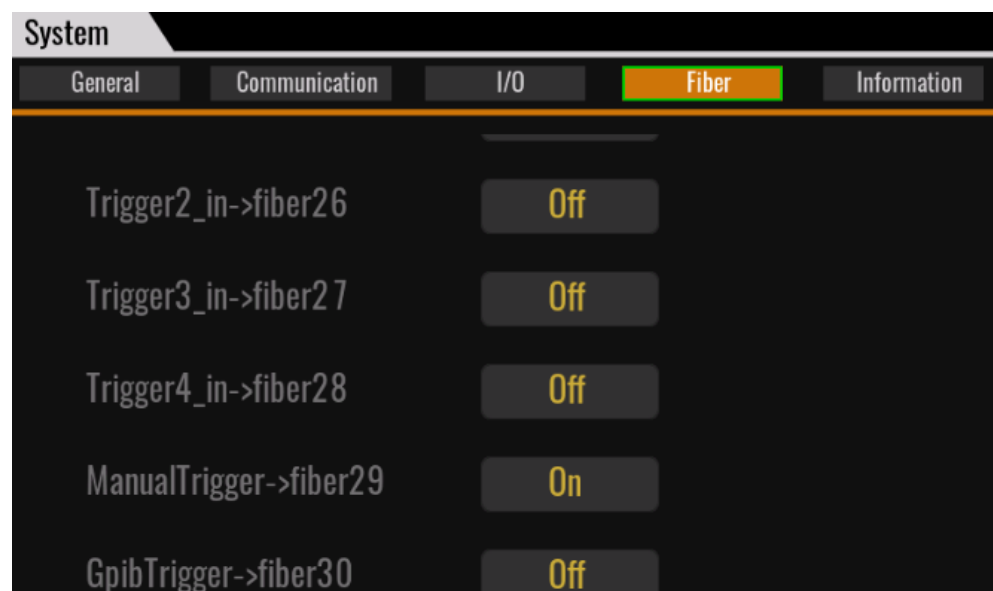 System
General Communication I/O Fiber Information
Trigger2_in->fiber26 Off
Trigger3_in->fiber27 Off
Trigger4_in->fiber28 Off
ManualTrigger->fiber29 On
GpibTrigger->fiber30 Off